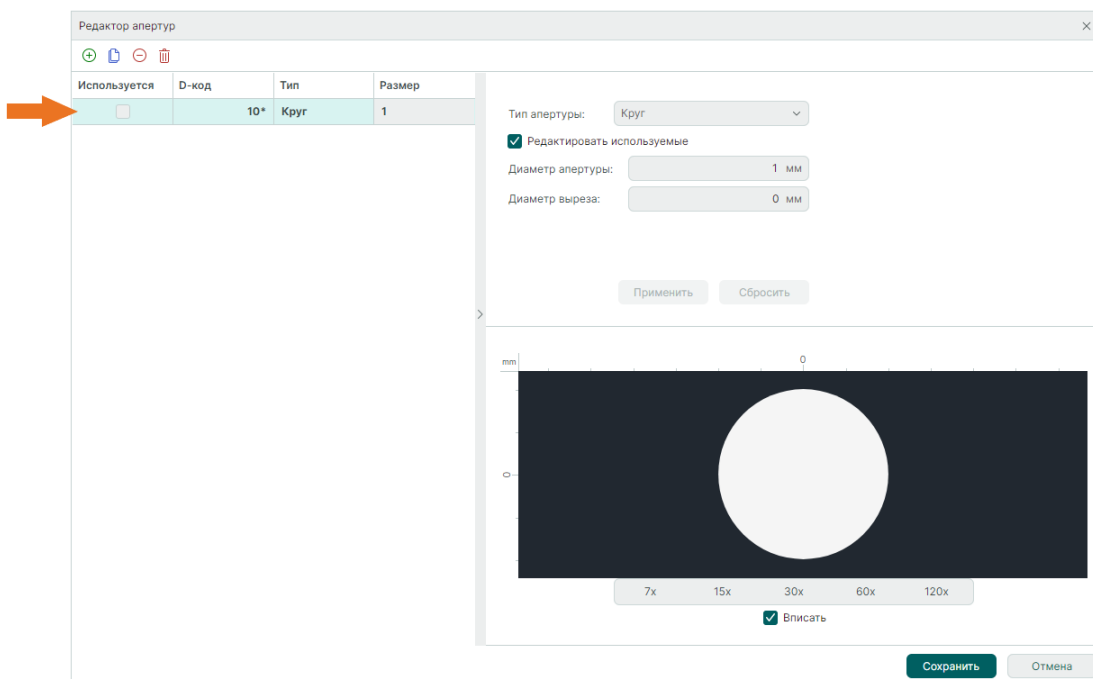 Редактор апертур
Используется D-код Тип Размер
10* Круг 1
Тип апертуры: Круг
Редактировать используемые
Диаметр апертуры: 1 мм
Диаметр выреза: 0 мм
Применить Сбросить
mm 0
0
7x 15x 30x 60x 120x
Вписать
Сохранить Отмена